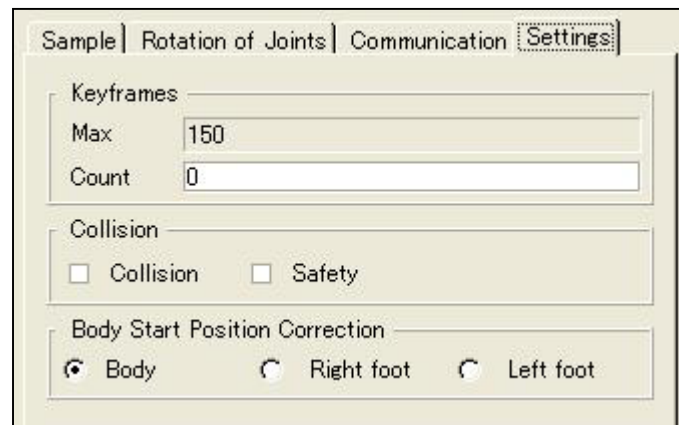 Sample Rotation of Joints Communication Settings
Keyframes
Max 150
Count 0
Collision
Collision Safety
Body Start Position Correction
Body Right foot Left foot